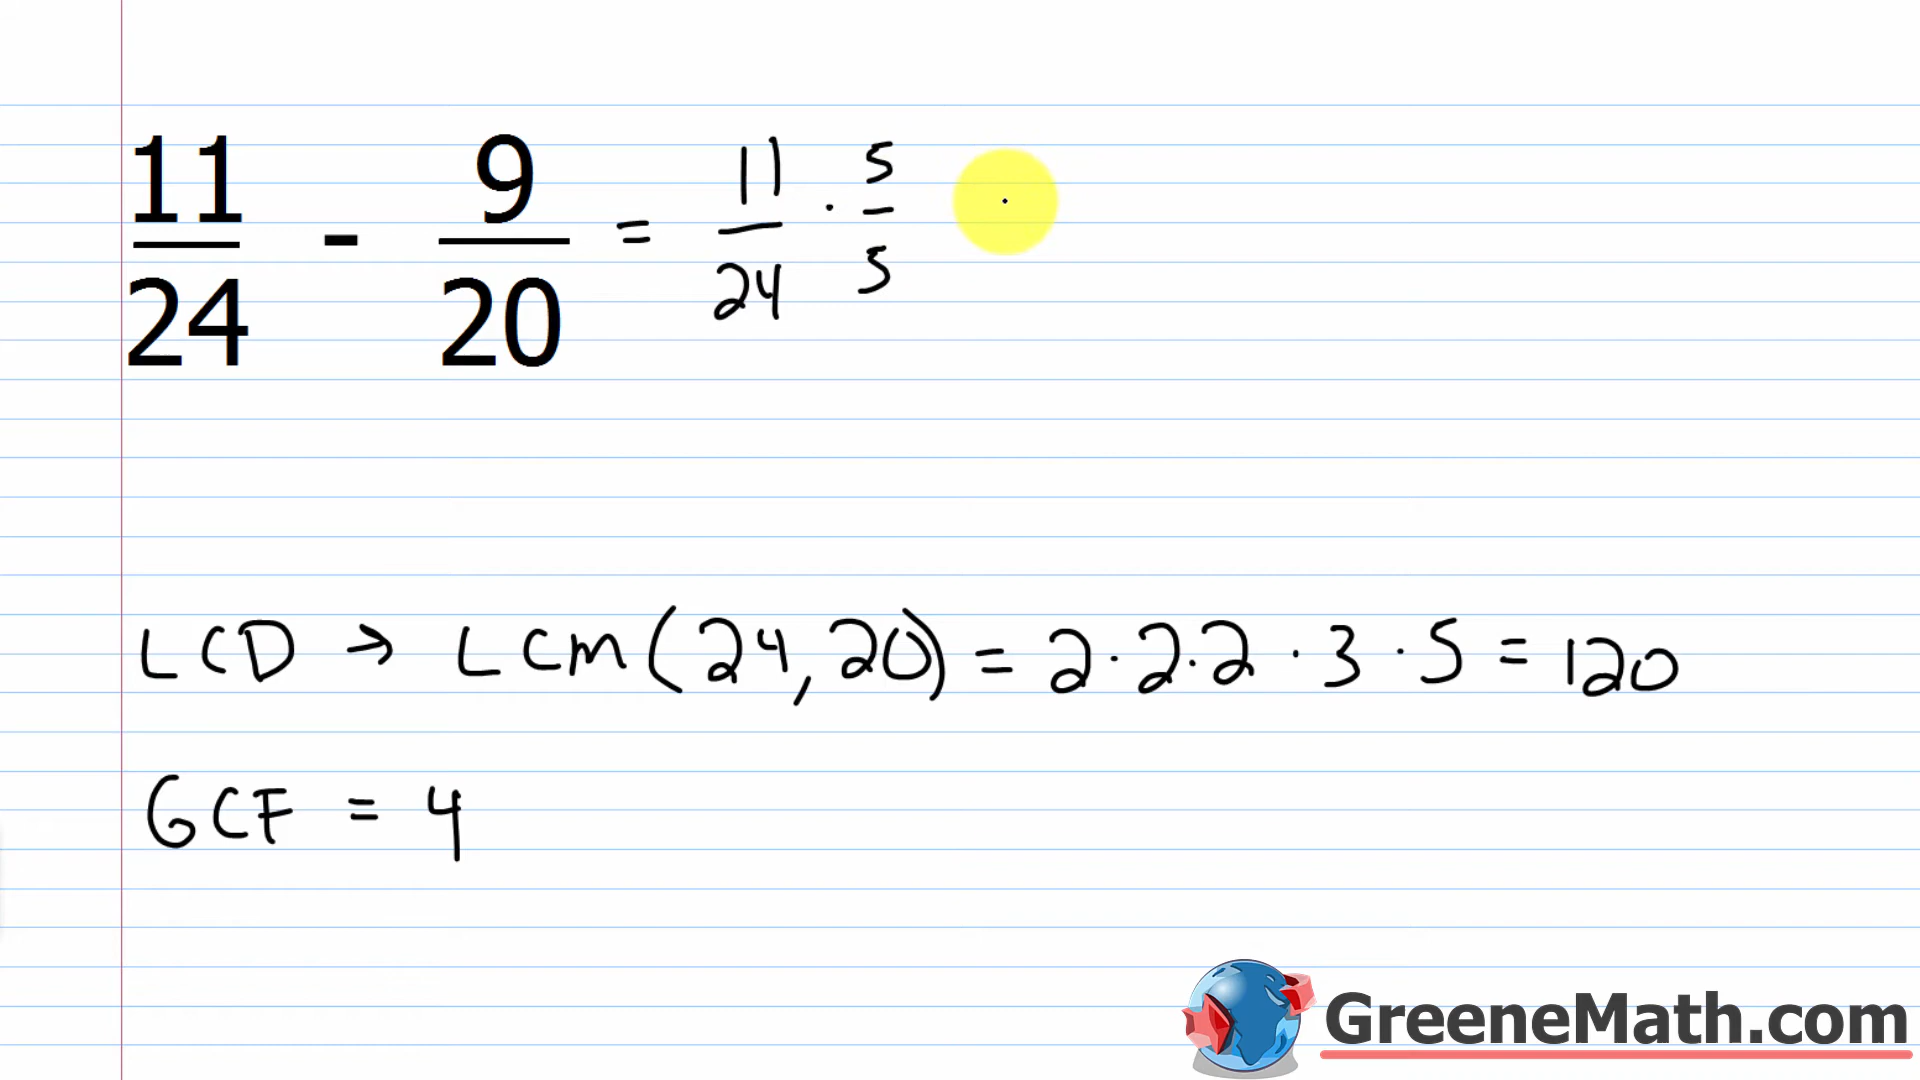 11/24 - 9/20 = 11/24 · 5/5
LCD → LCM(24, 20) = 2·2·2·3·5 = 120
GCF = 4
GreeneMath.com